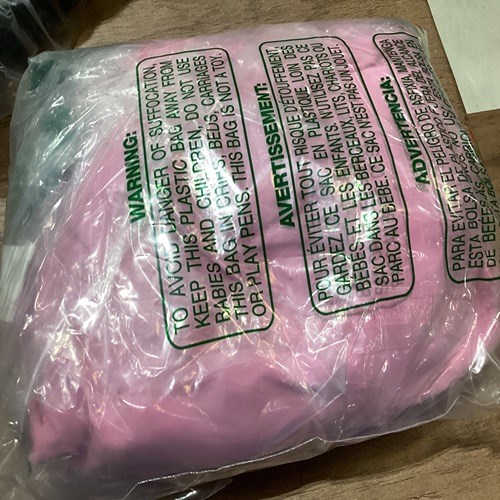 WARNING:
TO AVOID DANGER OF SUFFOCATION,
KEEP THIS PLASTIC BAG AWAY FROM
BABIES AND CHILDREN. DO NOT USE
THIS BAG IN CRIBS, BEDS, CARRIAGES
OR PLAY PENS. THIS BAG IS NOT A TOY.
AVERTISSEMENT:
POUR EVITER TOUT RISQUE D'ETOUFFEMENT,
GARDEZ CE SAC EN PLASTIQUE LOIN DES
BEBES ET LES ENFANTS. N'UTILISEZ PAS CE
SAC DANS LES BERCEAUX, LITS, CHARIOTS OU
PARC AU BEBE. CE SAC N'EST PAS UN JOUET.
ADVERTENCIA:
PARA EVITAR EL PELIGRO DE
ESTA BOLSA
DE BEBES